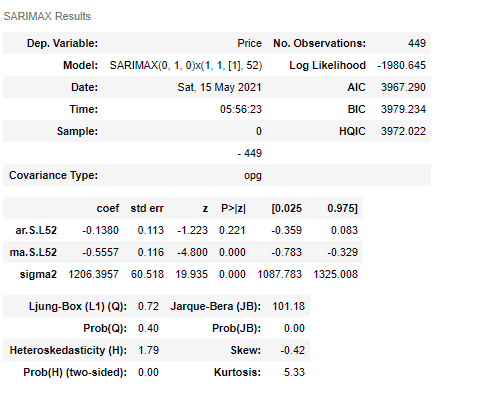 SARIMAX Results
Dep. Variable: Price No. Observations: 449
Model: SARIMAX(0, 1, 0)x(1, 1, [1], 52) Log Likelihood -1980.645
Date: Sat, 15 May 2021 AIC 3967.290
Time: 05:56:23 BIC 3979.234
Sample: 0 HQIC 3972.022
- 449
Covariance Type: opg
coef std err z P>|z| [0.025 0.975]
ar.S.L52 -0.1380 0.113 -1.223 0.221 -0.359 0.083
ma.S.L52 -0.5557 0.116 -4.800 0.000 -0.783 -0.329
sigma2 1206.3957 60.518 19.935 0.000 1087.783 1325.008
Ljung-Box (L1) (Q): 0.72 Jarque-Bera (JB): 101.18
Prob(Q): 0.40 Prob(JB): 0.00
Heteroskedasticity (H): 1.79 Skew: -0.42
Prob(H) (two-sided): 0.00 Kurtosis: 5.33